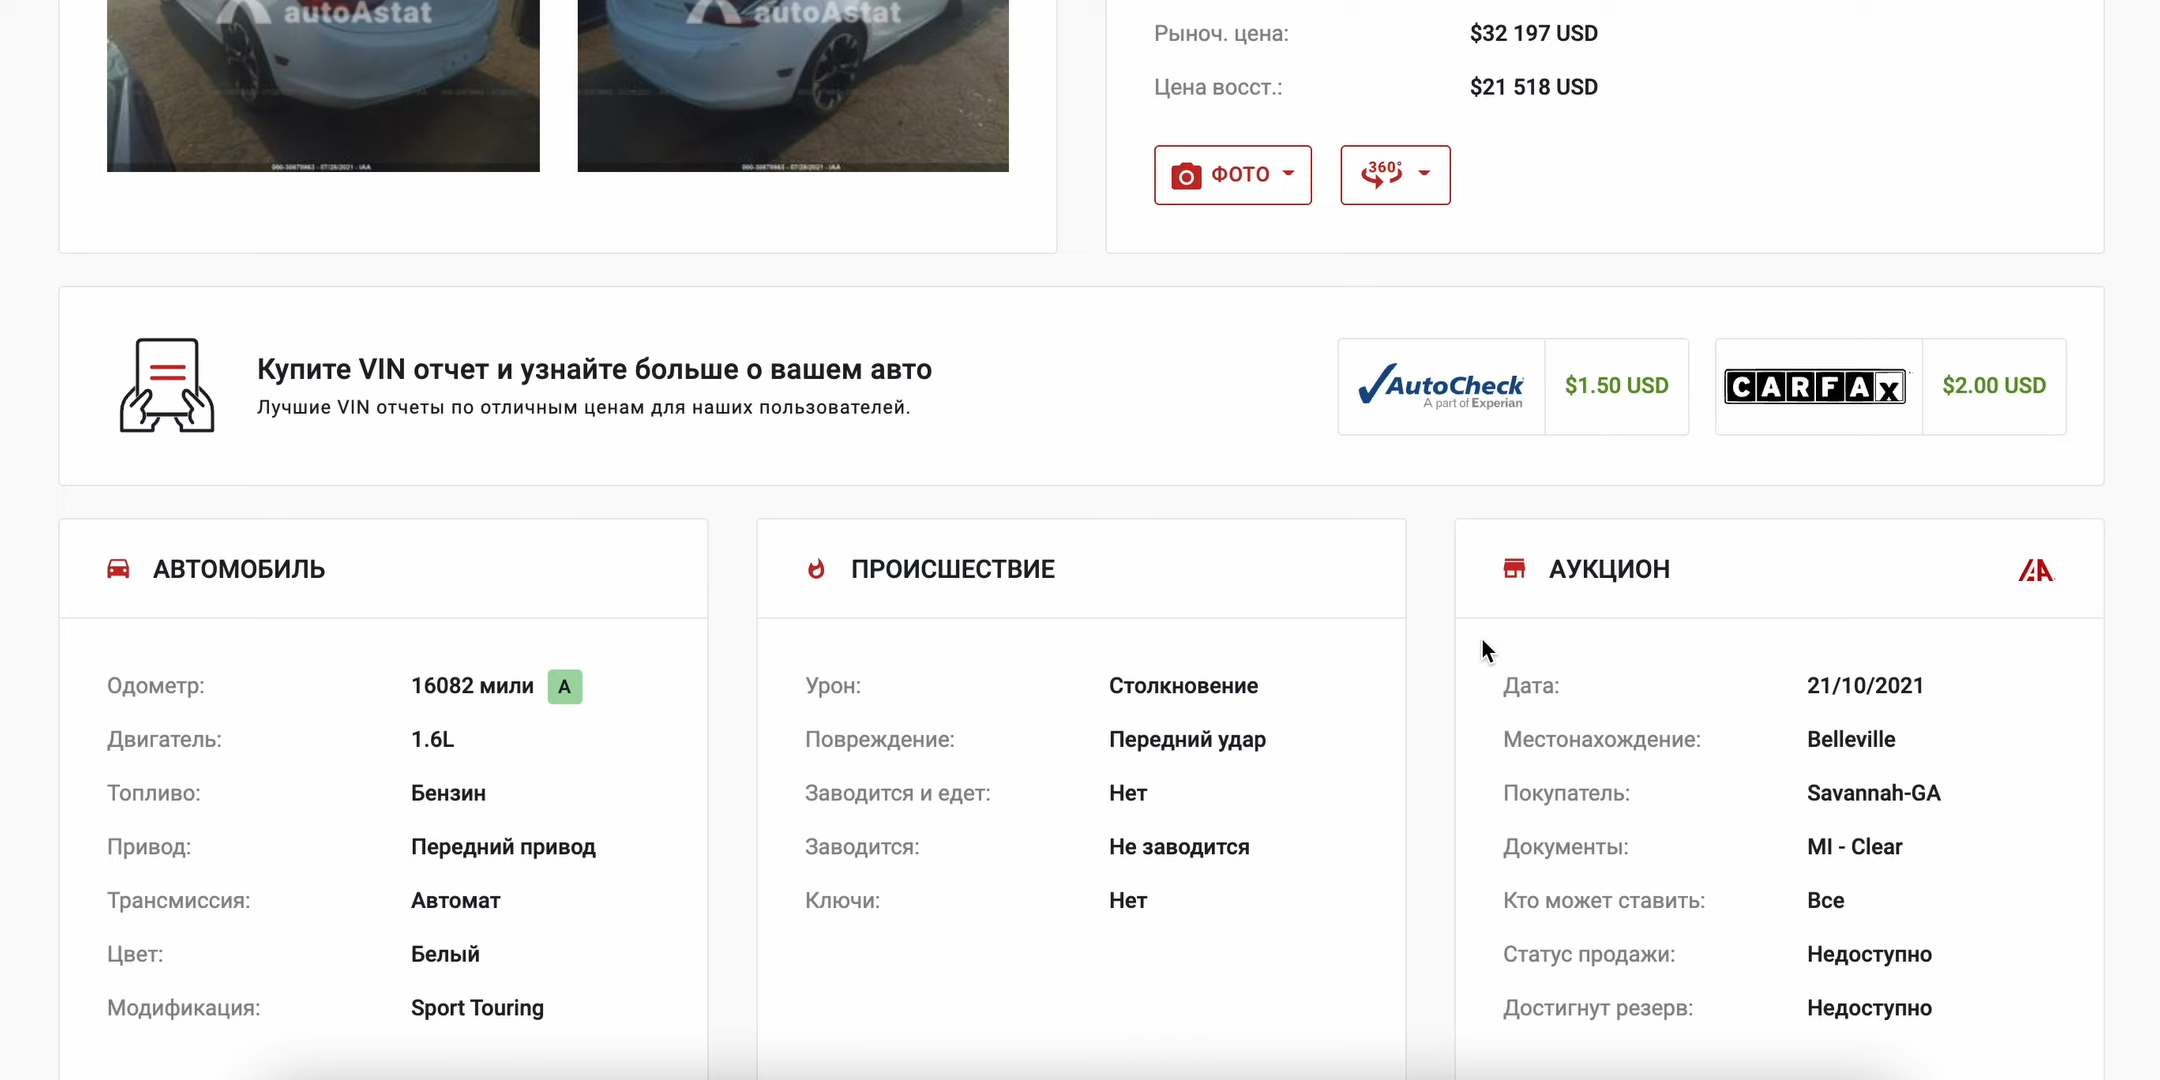 autoAstat
autoAstat
Рыноч. цена: $32 197 USD
Цена восст.: $21 518 USD
ФОТО
360°
Купите VIN отчет и узнайте больше о вашем авто
Лучшие VIN отчеты по отличным ценам для наших пользователей.
AutoCheck
A part of Experian
$1.50 USD
CARFAX
$2.00 USD
АВТОМОБИЛЬ
Одометр: 16082 мили A
Двигатель: 1.6L
Топливо: Бензин
Привод: Передний привод
Трансмиссия: Автомат
Цвет: Белый
Модификация: Sport Touring
ПРОИСШЕСТВИЕ
Урон: Столкновение
Повреждение: Передний удар
Заводится и едет: Нет
Заводится: Не заводится
Ключи: Нет
АУКЦИОН
IAA
Дата: 21/10/2021
Местонахождение: Belleville
Покупатель: Savannah-GA
Документы: MI - Clear
Кто может ставить: Все
Статус продажи: Недоступно
Достигнут резерв: Недоступно